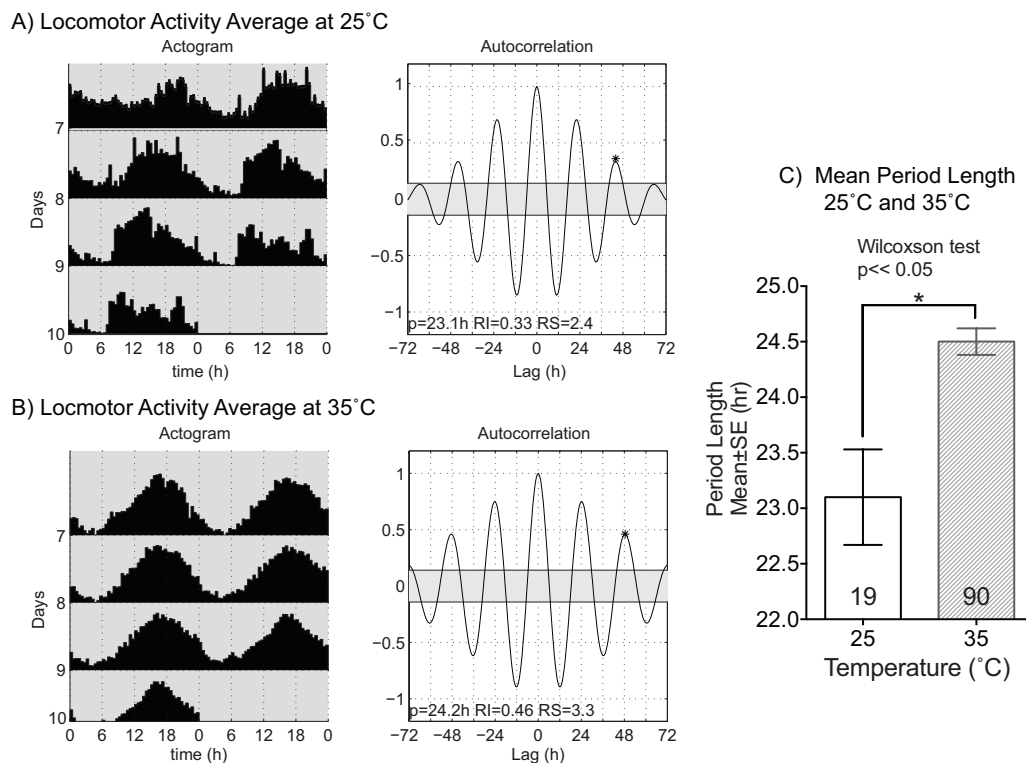 A) Locomotor Activity Average at 25˚C
Actogram
Autocorrelation
7
8
9
10
Days
0 6 12 18 0 6 12 18 0
time (h)
1
0.5
0
−0.5
−1
p=23.1h RI=0.33 RS=2.4
*
−72 −48 −24 0 24 48 72
Lag (h)
B) Locmotor Activity Average at 35˚C
Actogram
Autocorrelation
7
8
9
10
Days
0 6 12 18 0 6 12 18 0
time (h)
1
0.5
0
−0.5
−1
p=24.2h RI=0.46 RS=3.3
*
−72 −48 −24 0 24 48 72
Lag (h)
C) Mean Period Length
25˚C and 35˚C
Wilcoxson test
p<< 0.05
*
25.0
24.5
24.0
23.5
23.0
22.5
22.0
Period Length
Mean±SE (hr)
19 90
25 35
Temperature (˚C)